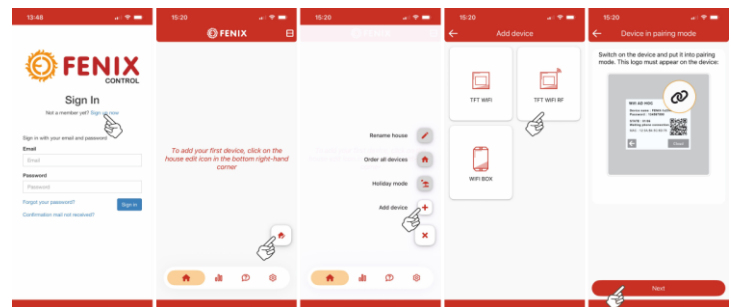 13:48
FENIX
CONTROL
Sign In
Not a member yet? Sign up now
Sign in with your email and password
Email
Email
Password
Password
Forgot your password?
Sign in
Confirmation mail not received?
15:20
FENIX
To add your first device, click on the
house edit icon in the bottom right-hand
corner
15:20
FENIX
Rename house
Order all devices
Holiday mode
Add device
15:20
Add device
TFT WIFI
TFT WIFI RF
WIFI BOX
15:20
Device in pairing mode
Switch on the device and put it into pairing
mode. This logo must appear on the device:
WIFI AD HOC
Next